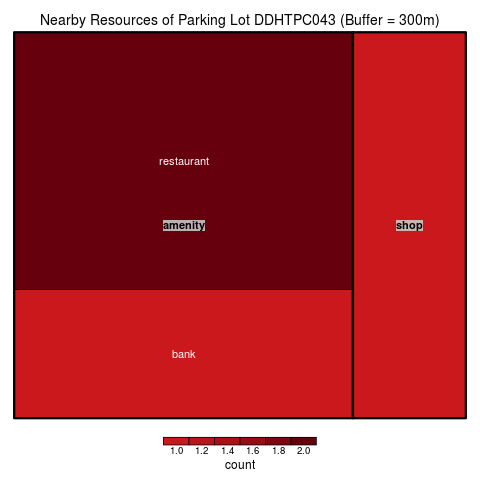 Nearby Resources of Parking Lot DDHTPC043 (Buffer = 300m)
restaurant
amenity
shop
bank
1.0 1.2 1.4 1.6 1.8 2.0
count